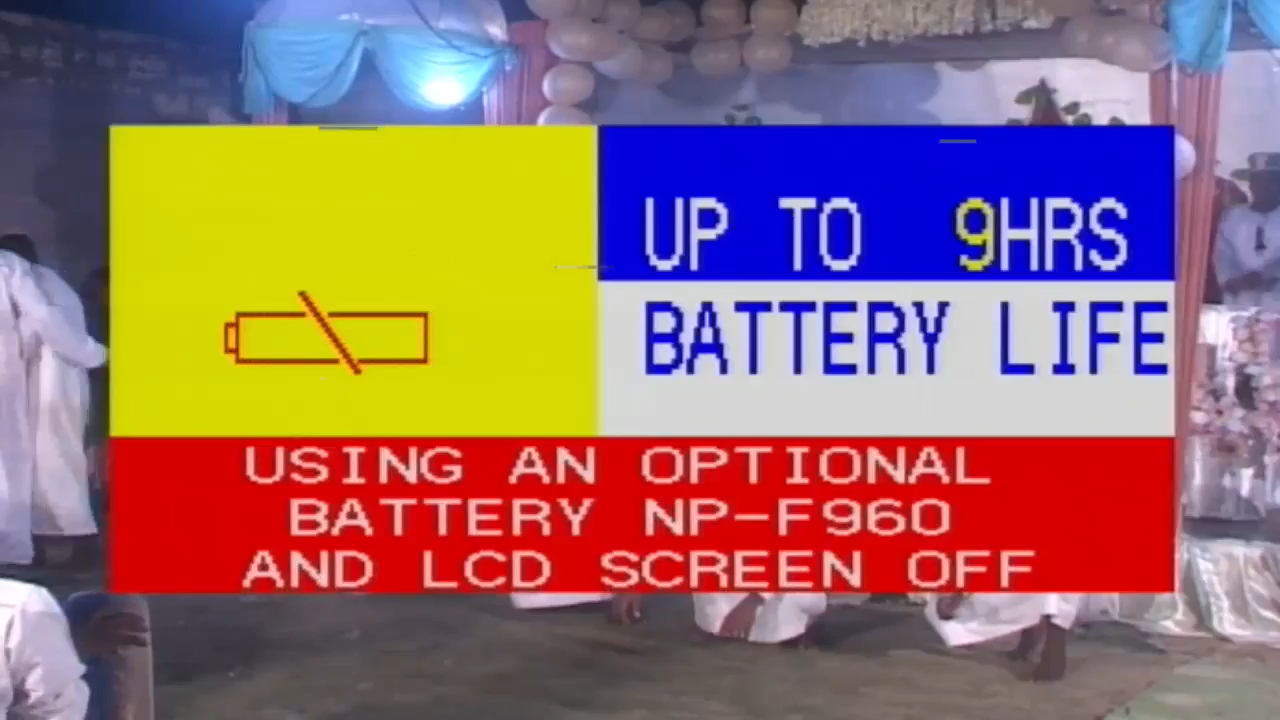 UP TO 9HRS
BATTERY LIFE
USING AN OPTIONAL
BATTERY NP-F960
AND LCD SCREEN OFF